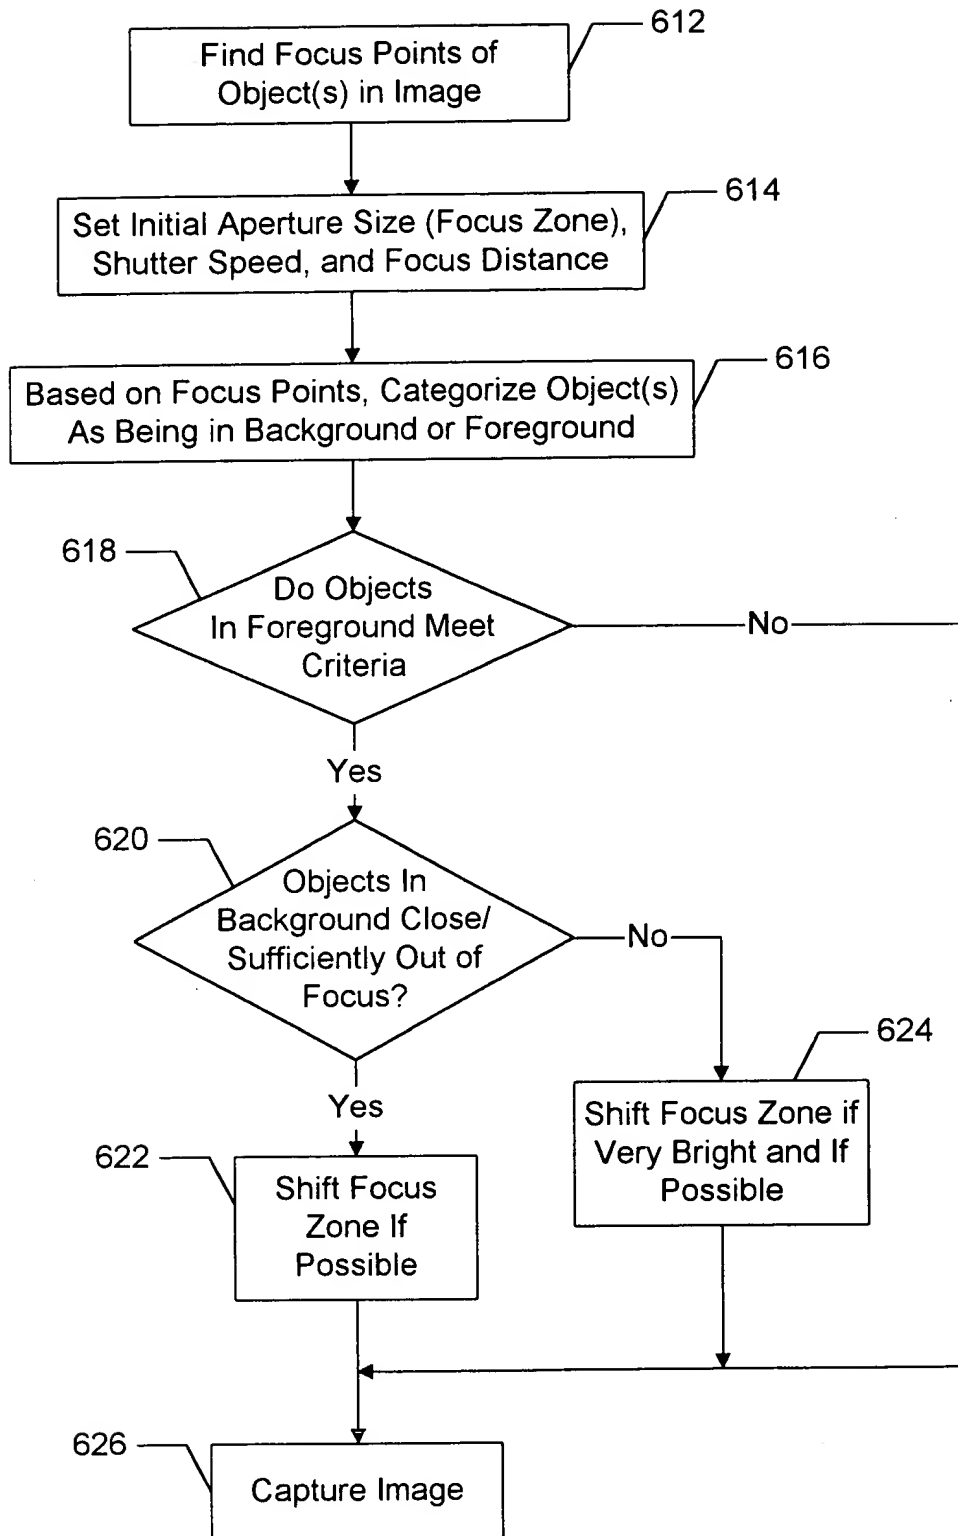 612
Find Focus Points of
Object(s) in Image
614
Set Initial Aperture Size (Focus Zone),
Shutter Speed, and Focus Distance
616
Based on Focus Points, Categorize Object(s)
As Being in Background or Foreground
618
Do Objects
In Foreground Meet
Criteria
No
Yes
620
Objects In
Background Close/
Sufficiently Out of
Focus?
No
624
Yes
Shift Focus Zone if
Very Bright and If
Possible
622
Shift Focus
Zone If
Possible
626
Capture Image